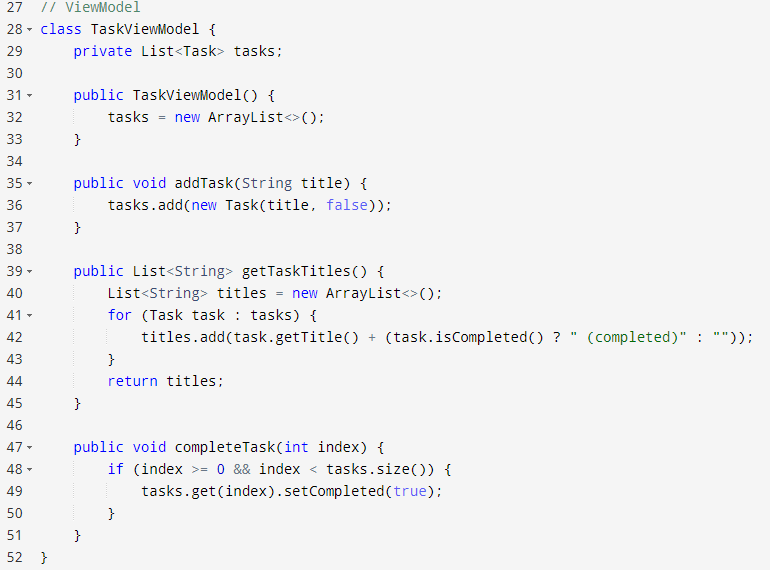 27 // ViewModel
28 class TaskViewModel {
29     private List<Task> tasks;
30
31     public TaskViewModel() {
32         tasks = new ArrayList<>();
33     }
34
35     public void addTask(String title) {
36         tasks.add(new Task(title, false));
37     }
38
39     public List<String> getTaskTitles() {
40         List<String> titles = new ArrayList<>();
41         for (Task task : tasks) {
42             titles.add(task.getTitle() + (task.isCompleted() ? " (completed)" : ""));
43         }
44         return titles;
45     }
46
47     public void completeTask(int index) {
48         if (index >= 0 && index < tasks.size()) {
49             tasks.get(index).setCompleted(true);
50         }
51     }
52 }